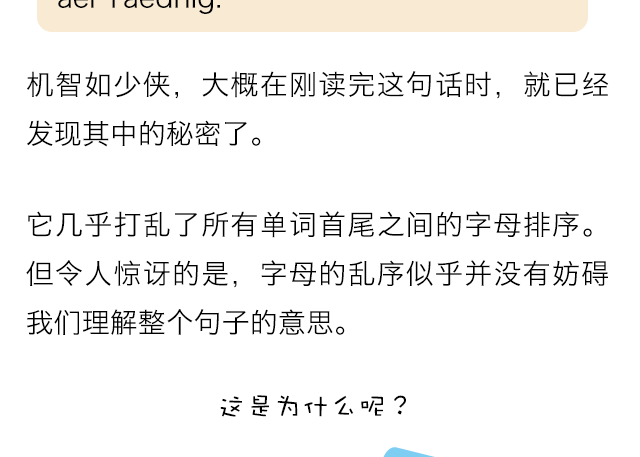 aer Yaednig.
机智如少侠，大概在刚读完这句话时，就已经
发现其中的秘密了。
它几乎打乱了所有单词首尾之间的字母排序。
但令人惊讶的是，字母的乱序似乎并没有妨碍
我们理解整个句子的意思。
这是为什么呢？